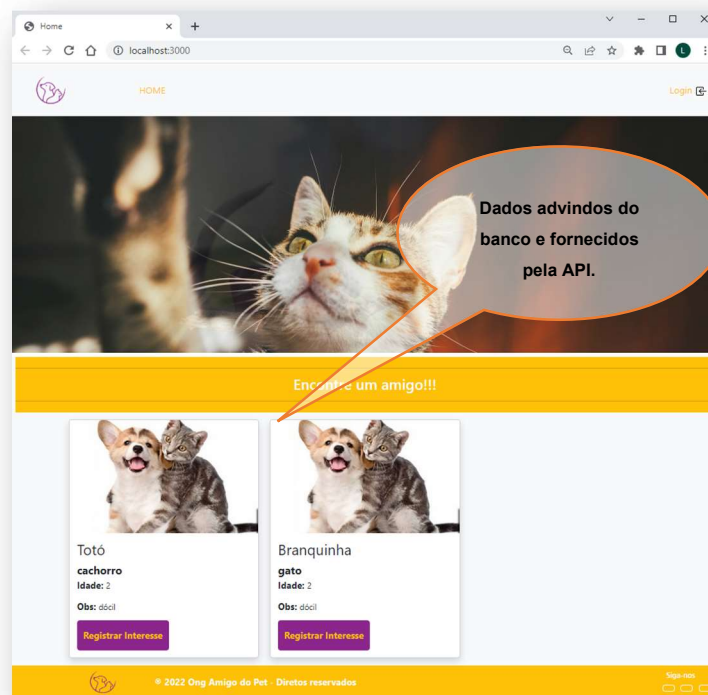 Home
localhost:3000
L
HOME
Login
Dados advindos do
banco e fornecidos
pela API.
Encontre um amigo!!!
Totó
cachorro
Idade: 2
Obs: dócil
Registrar Interesse
Branquinha
gato
Idade: 2
Obs: dócil
Registrar Interesse
© 2022 Ong Amigo do Pet - Diretos reservados
Siga-nos